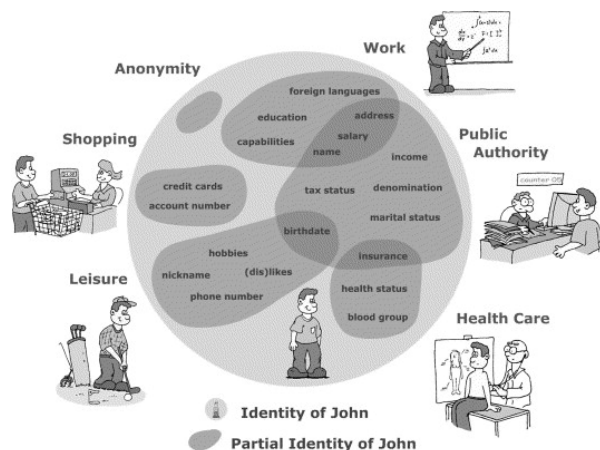 Work
Anonymity
foreign languages
education
address
Shopping
capabilities
salary
name
Public
Authority
income
counter 05
credit cards
account number
tax status
denomination
marital status
birthdate
hobbies
insurance
nickname
(dis)likes
Leisure
phone number
health status
blood group
Health Care
Identity of John
Partial Identity of John